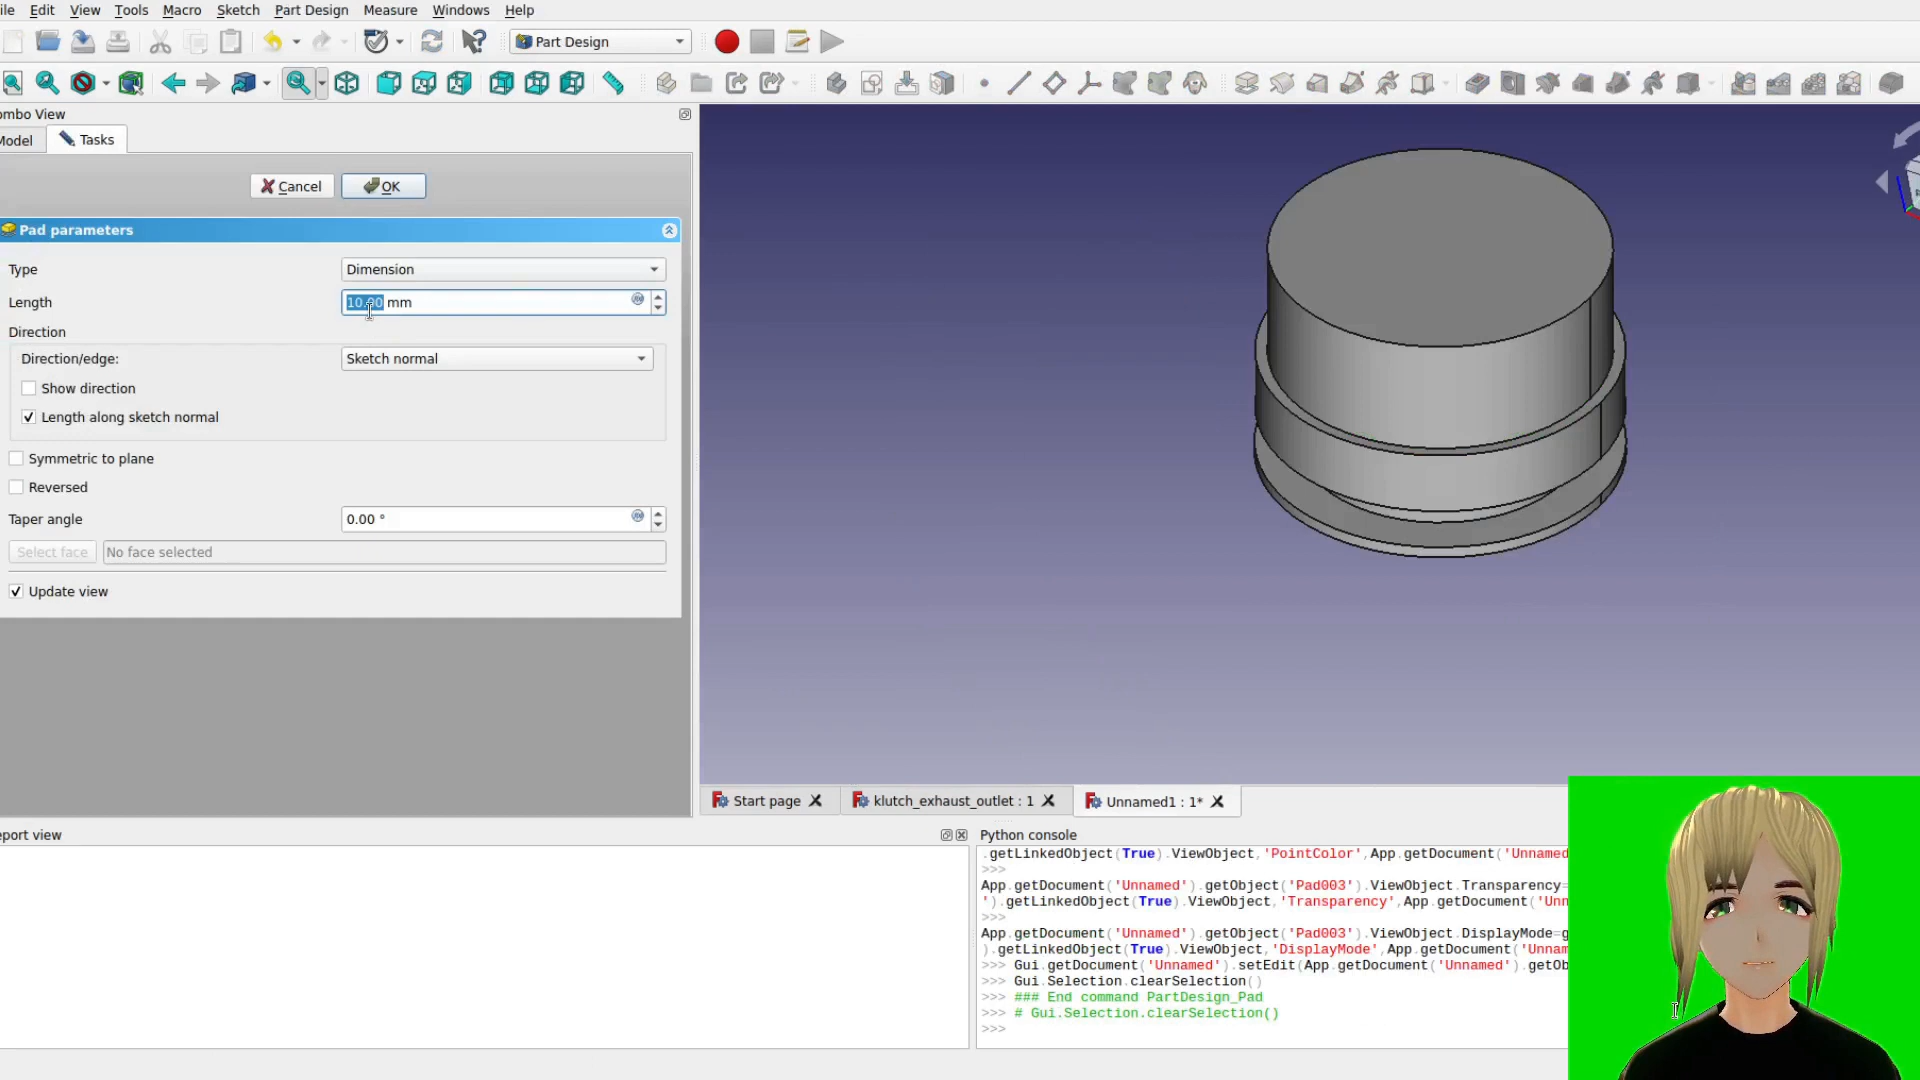 ile Edit View Tools Macro Sketch Part Design Measure Windows Help
Part Design
ombo View
Model Tasks
Cancel OK
Pad parameters
Type Dimension
Length 10.00 mm
Direction
Direction/edge: Sketch normal
Show direction
Length along sketch normal
Symmetric to plane
Reversed
Taper angle 0.00 °
Select face No face selected
Update view
Start page klutch_exhaust_outlet : 1 Unnamed1 : 1*
eport view
Python console
.getLinkedObject(True).ViewObject,'PointColor',App.getDocument('Unnamed
>>>
App.getDocument('Unnamed').getObject('Pad003').ViewObject.Transparency=
').getLinkedObject(True).ViewObject,'Transparency',App.getDocument('Unn
>>>
App.getDocument('Unnamed').getObject('Pad003').ViewObject.DisplayMode=g
).getLinkedObject(True).ViewObject,'DisplayMode',App.getDocument('Unnam
>>> Gui.getDocument('Unnamed').setEdit(App.getDocument('Unnamed').getOb
>>> Gui.Selection.clearSelection()
>>> ### End command PartDesign_Pad
>>> # Gui.Selection.clearSelection()
>>>